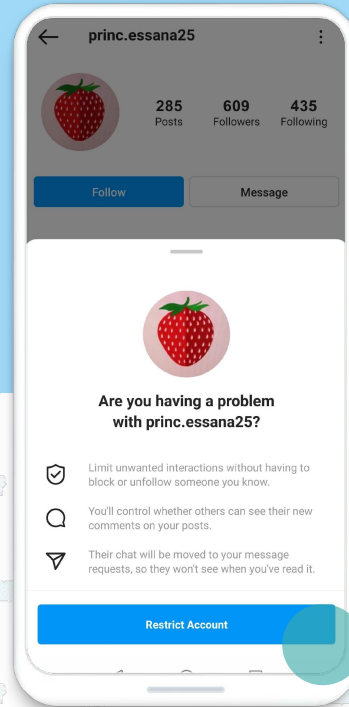 princ.essana25
285 609 435
Posts Followers Following
Follow Message
Are you having a problem
with princ.essana25?
Limit unwanted interactions without having to
block or unfollow someone you know.
You'll control whether others can see their new
comments on your posts.
Their chat will be moved to your message
requests, so they won't see when you've read it.
Restrict Account